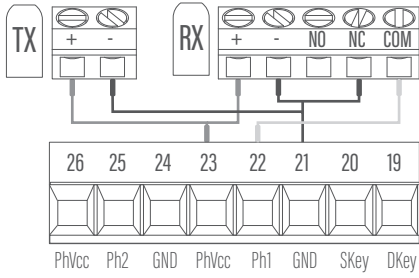 TX
+ -
RX
+ - NO NC COM
26 25 24 23 22 21 20 19
PhVcc Ph2 GND PhVcc Ph1 GND SKey DKey